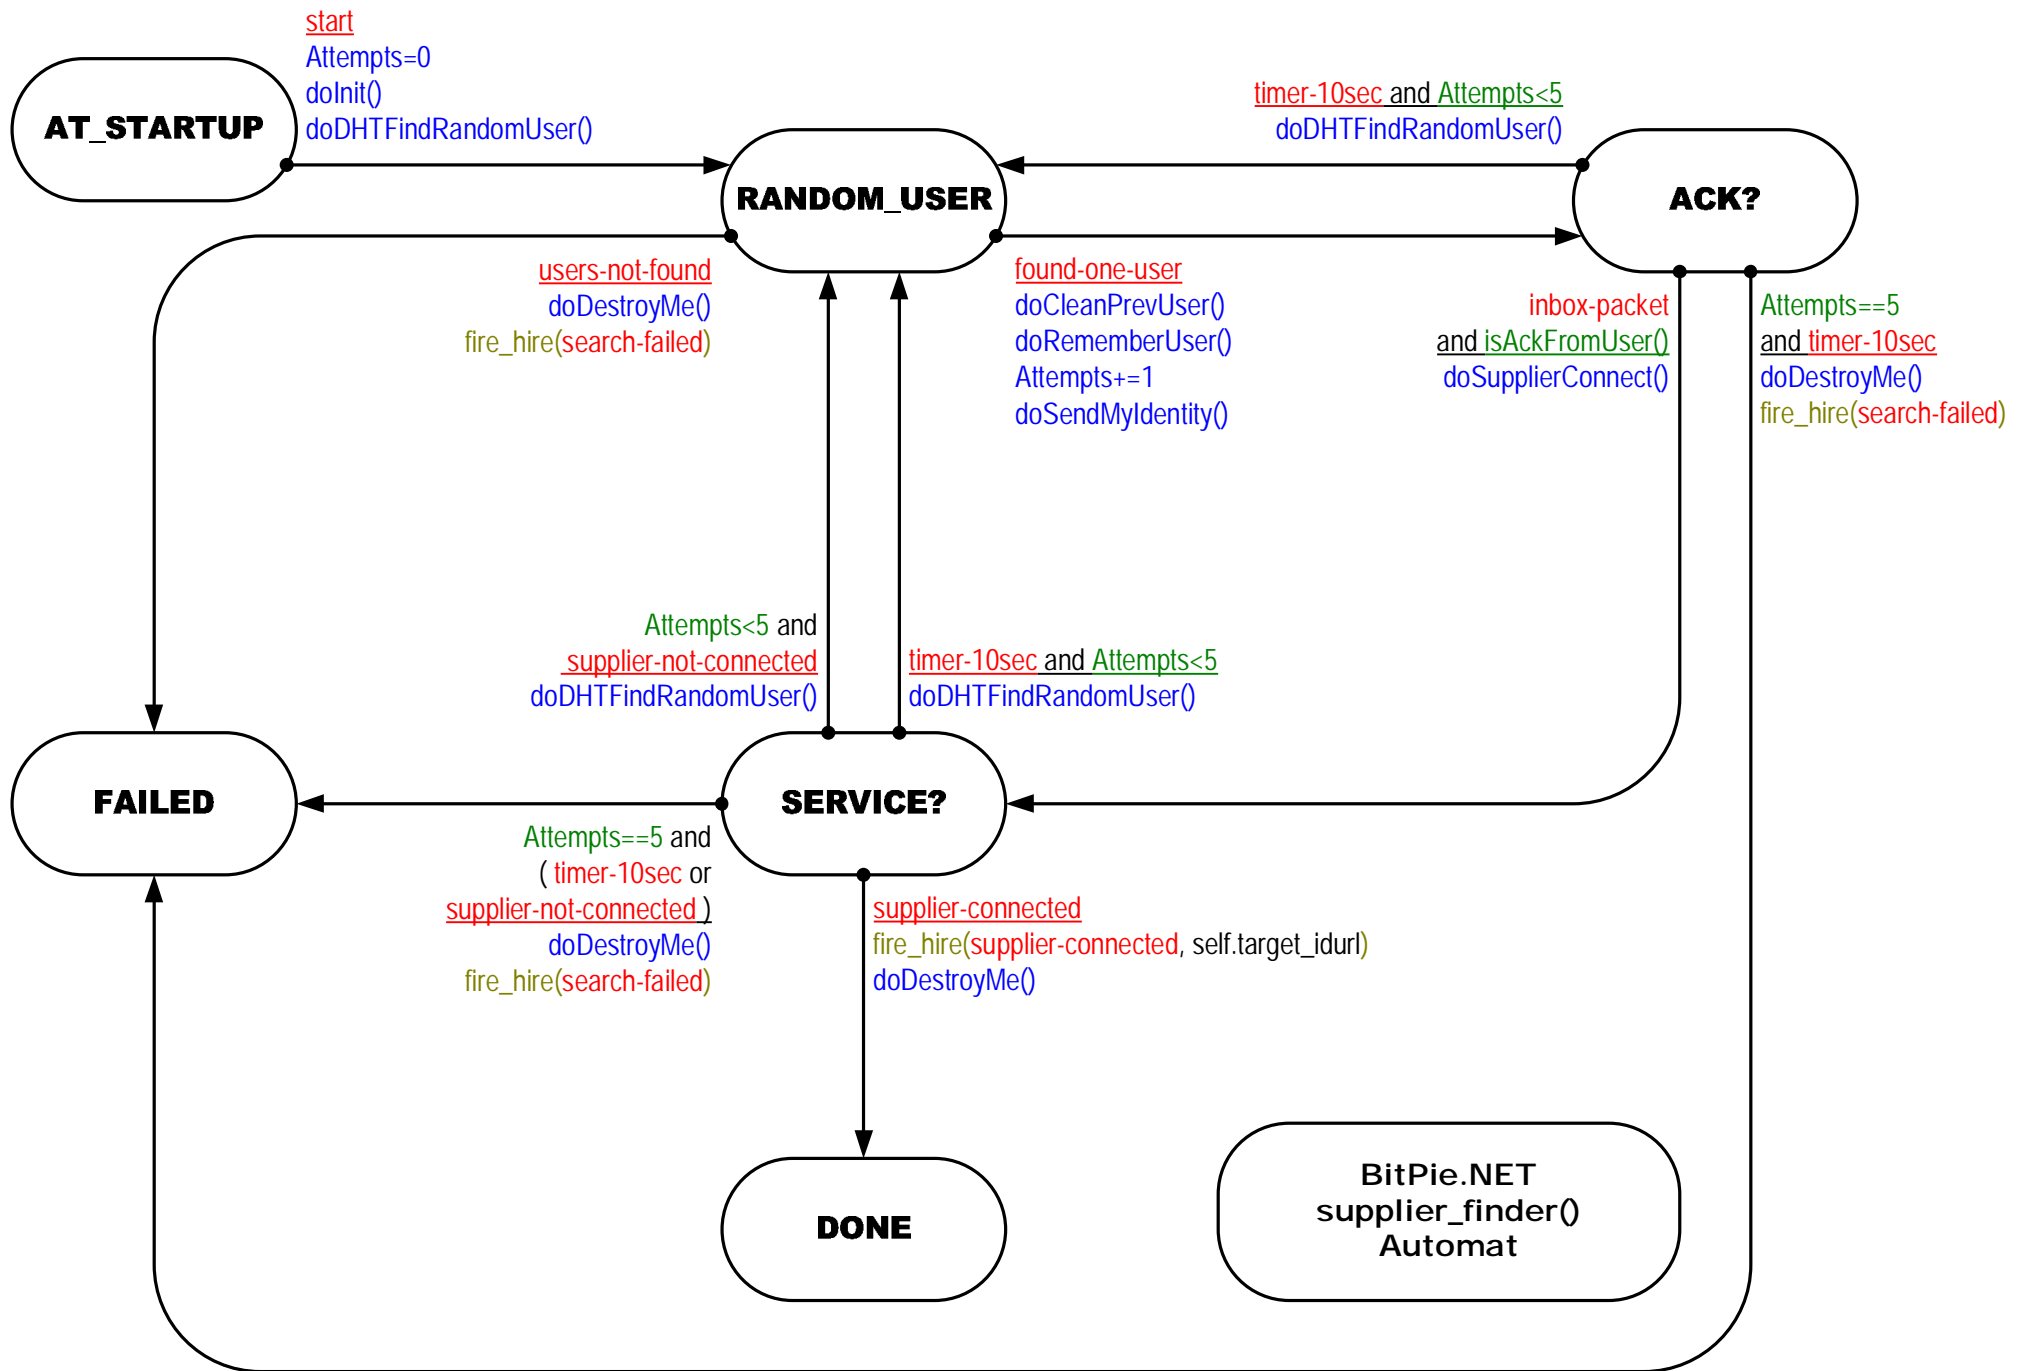 start
Attempts=0
doInit()
doDHTFindRandomUser()
AT_STARTUP
timer-10sec and Attempts<5
doDHTFindRandomUser()
RANDOM_USER
ACK?
users-not-found
doDestroyMe()
fire_hire(search-failed)
found-one-user
doCleanPrevUser()
doRememberUser()
Attempts+=1
doSendMyIdentity()
inbox-packet
and isAckFromUser()
doSupplierConnect()
Attempts==5
and timer-10sec
doDestroyMe()
fire_hire(search-failed)
Attempts<5 and
supplier-not-connected
doDHTFindRandomUser()
timer-10sec and Attempts<5
doDHTFindRandomUser()
FAILED
SERVICE?
Attempts==5 and
( timer-10sec or
supplier-not-connected )
doDestroyMe()
fire_hire(search-failed)
supplier-connected
fire_hire(supplier-connected, self.target_idurl)
doDestroyMe()
DONE
BitPie.NET
supplier_finder()
Automat